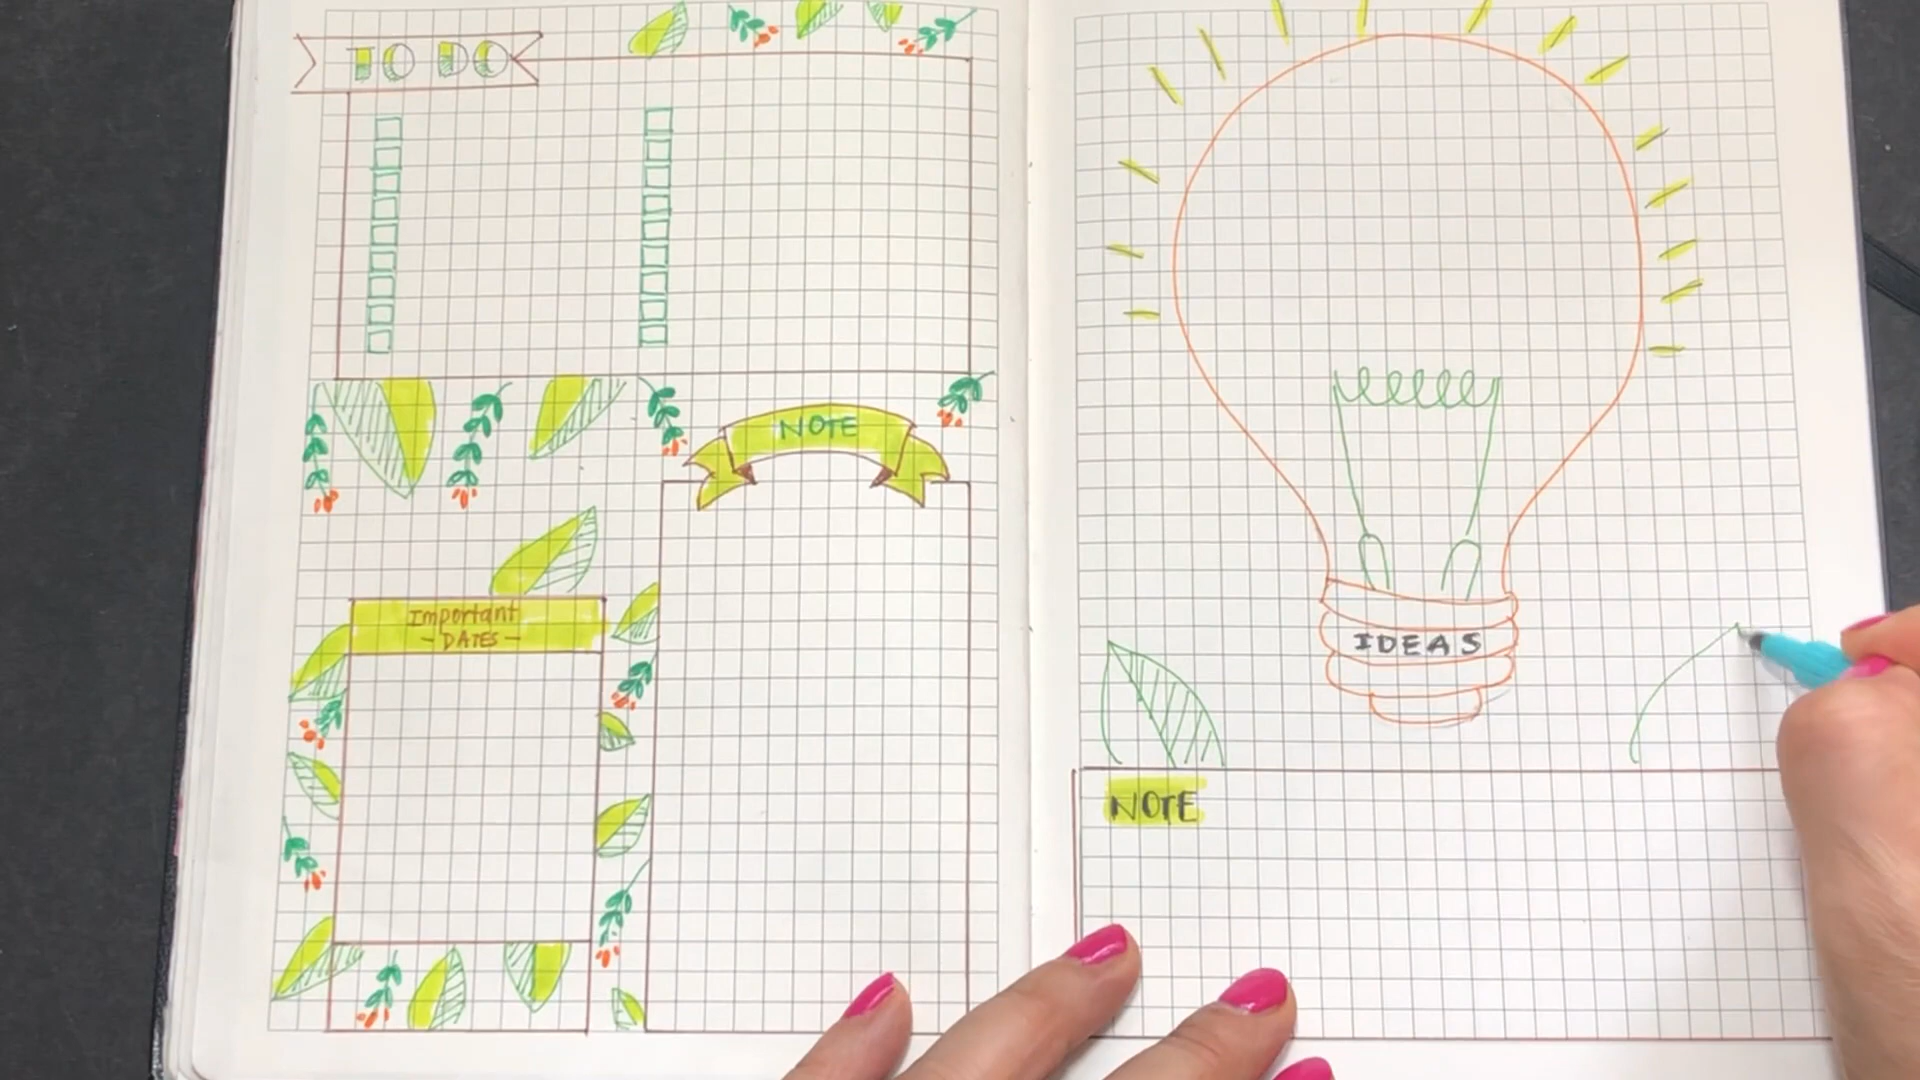 TO DO
NOTE
Important
- DATES -
IDEAS
NOTE